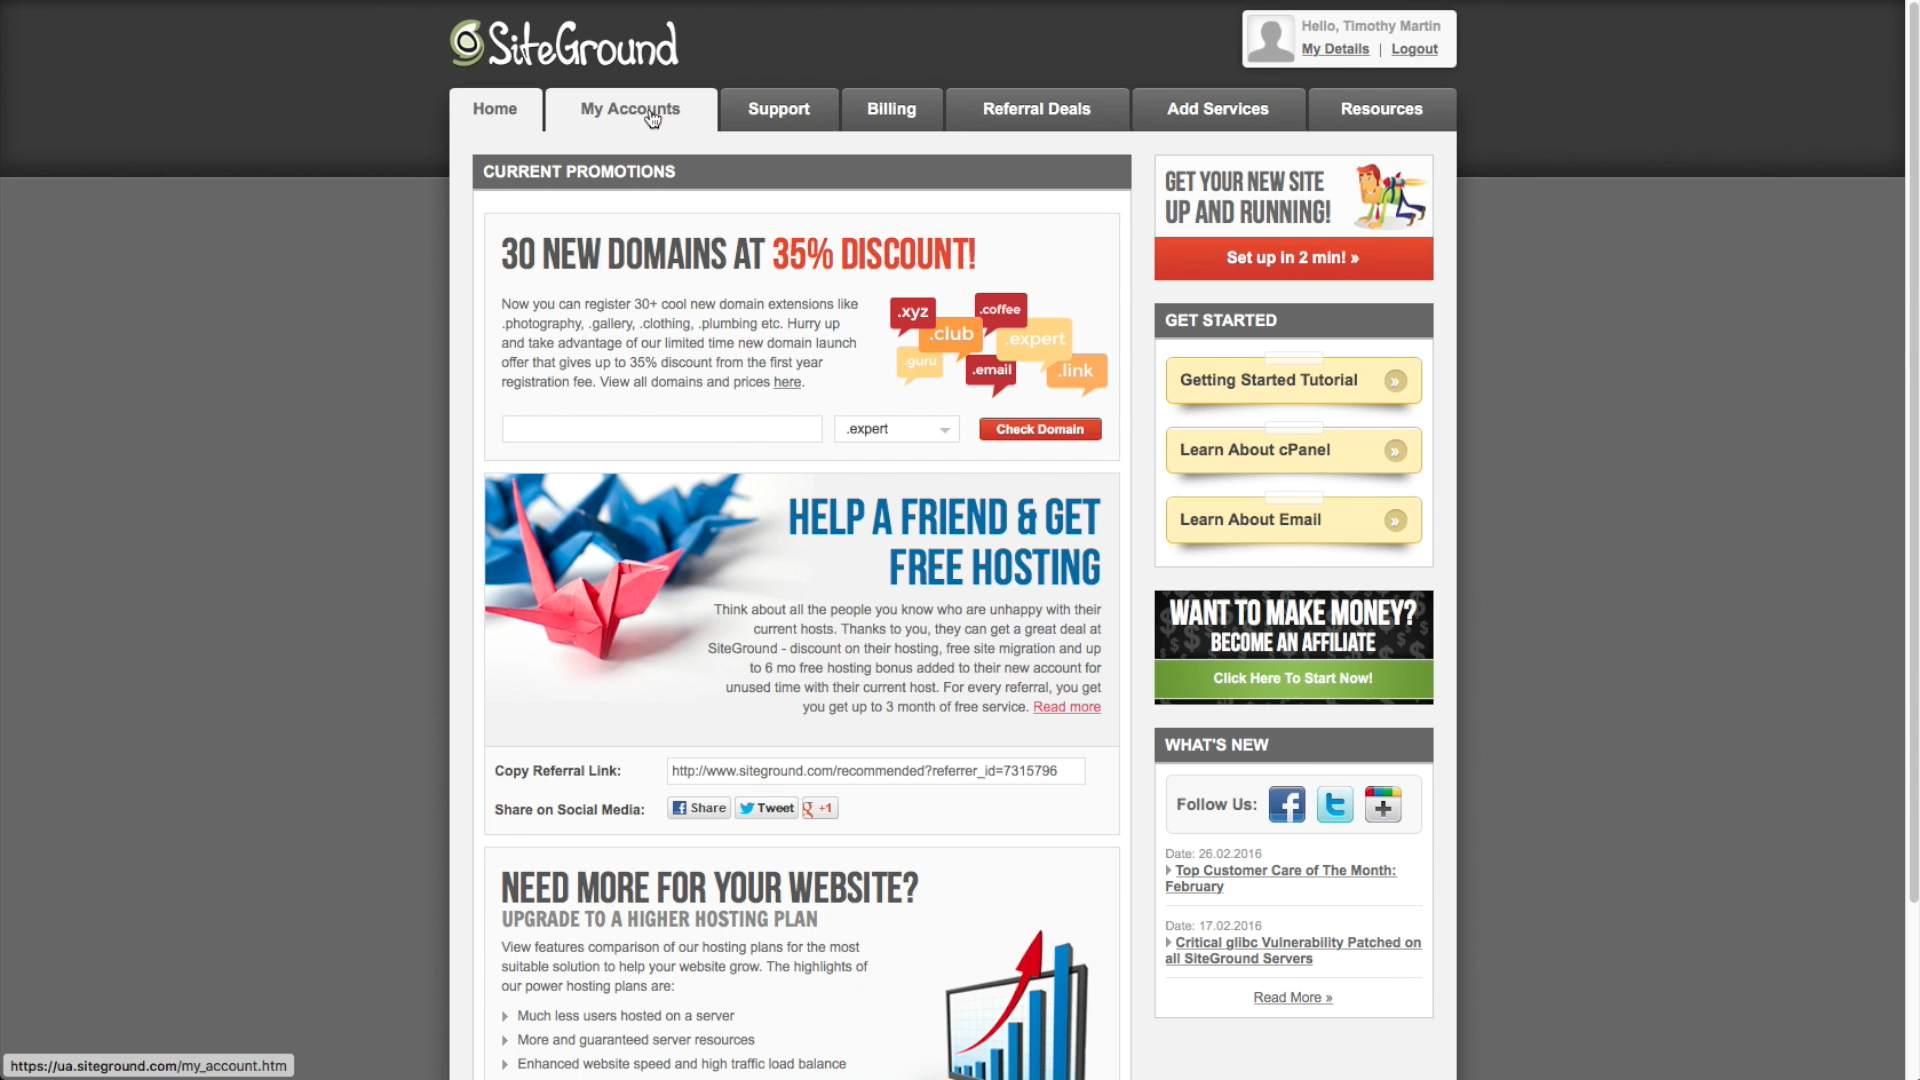 SiteGround
Hello, Timothy Martin
My Details | Logout
Home
My Accounts
Support
Billing
Referral Deals
Add Services
Resources
CURRENT PROMOTIONS
30 NEW DOMAINS AT 35% DISCOUNT!
Now you can register 30+ cool new domain extensions like
.photography, .gallery, .clothing, .plumbing etc. Hurry up
and take advantage of our limited time new domain launch
offer that gives up to 35% discount from the first year
registration fee. View all domains and prices here.
.xyz
.coffee
.club
.expert
.guru
.email
.link
.expert
Check Domain
HELP A FRIEND & GET
FREE HOSTING
Think about all the people you know who are unhappy with their
current hosts. Thanks to you, they can get a great deal at
SiteGround - discount on their hosting, free site migration and up
to 6 mo free hosting bonus added to their new account for
unused time with their current host. For every referral, you get
you get up to 3 month of free service. Read more
Copy Referral Link:
http://www.siteground.com/recommended?referrer_id=7315796
Share on Social Media:
Share
Tweet
+1
NEED MORE FOR YOUR WEBSITE?
UPGRADE TO A HIGHER HOSTING PLAN
View features comparison of our hosting plans for the most
suitable solution to help your website grow. The highlights of
our power hosting plans are:
Much less users hosted on a server
More and guaranteed server resources
Enhanced website speed and high traffic load balance
GET YOUR NEW SITE
UP AND RUNNING!
Set up in 2 min! »
GET STARTED
Getting Started Tutorial »
Learn About cPanel »
Learn About Email »
WANT TO MAKE MONEY?
BECOME AN AFFILIATE
Click Here To Start Now!
WHAT'S NEW
Follow Us:
Date: 26.02.2016
Top Customer Care of The Month:
February
Date: 17.02.2016
Critical glibc Vulnerability Patched on
all SiteGround Servers
Read More »
https://ua.siteground.com/my_account.htm